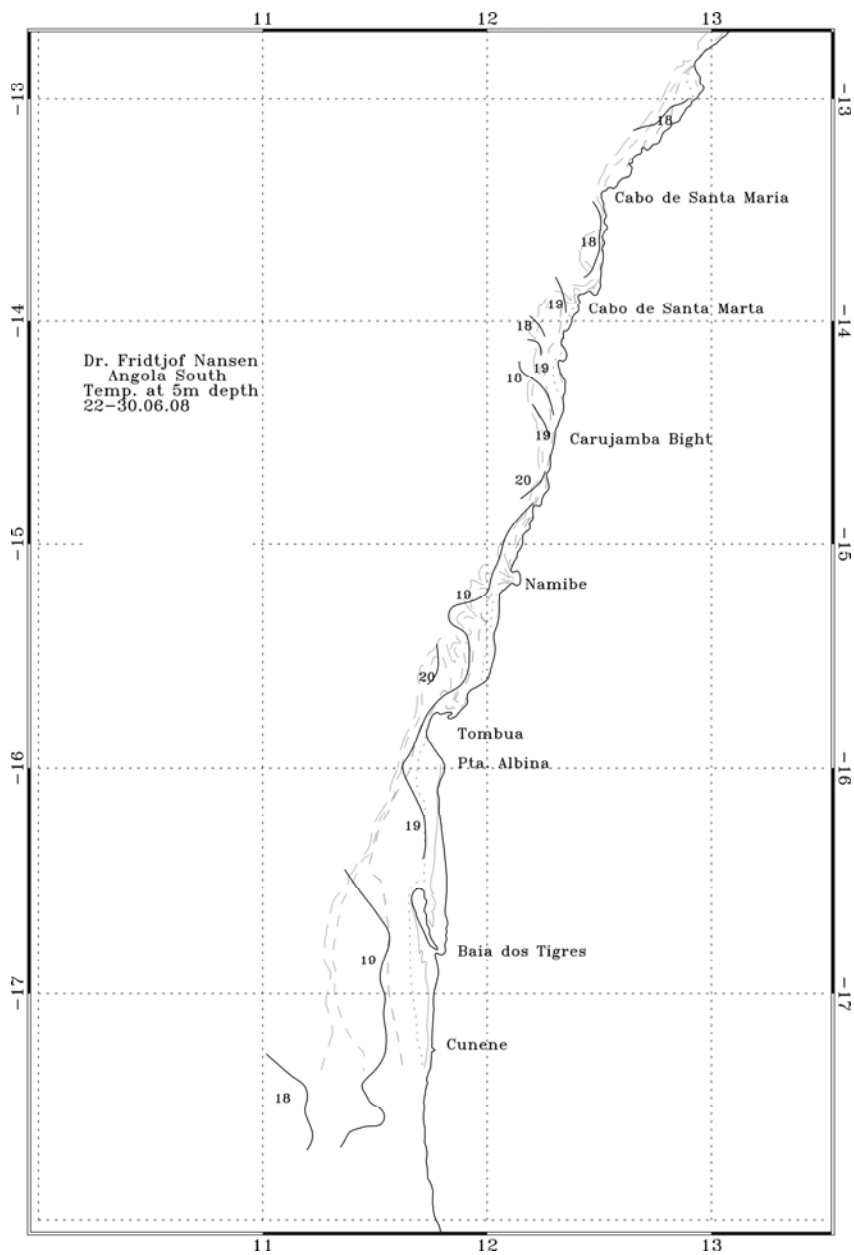 11 12 13
-13 -13
18
Cabo de Santa Maria
18
19
Cabo de Santa Marta
-14 -14
18
Dr. Fridtjof Nansen
Angola South
Temp. at 5m depth
22-30.06.08
19
18
19
Carujamba Bight
20
-15 -15
Namibe
19
20
Tombua
Pta. Albina
-16 -16
19
Baia dos Tigres
19
-17 -17
Cunene
18
11 12 13